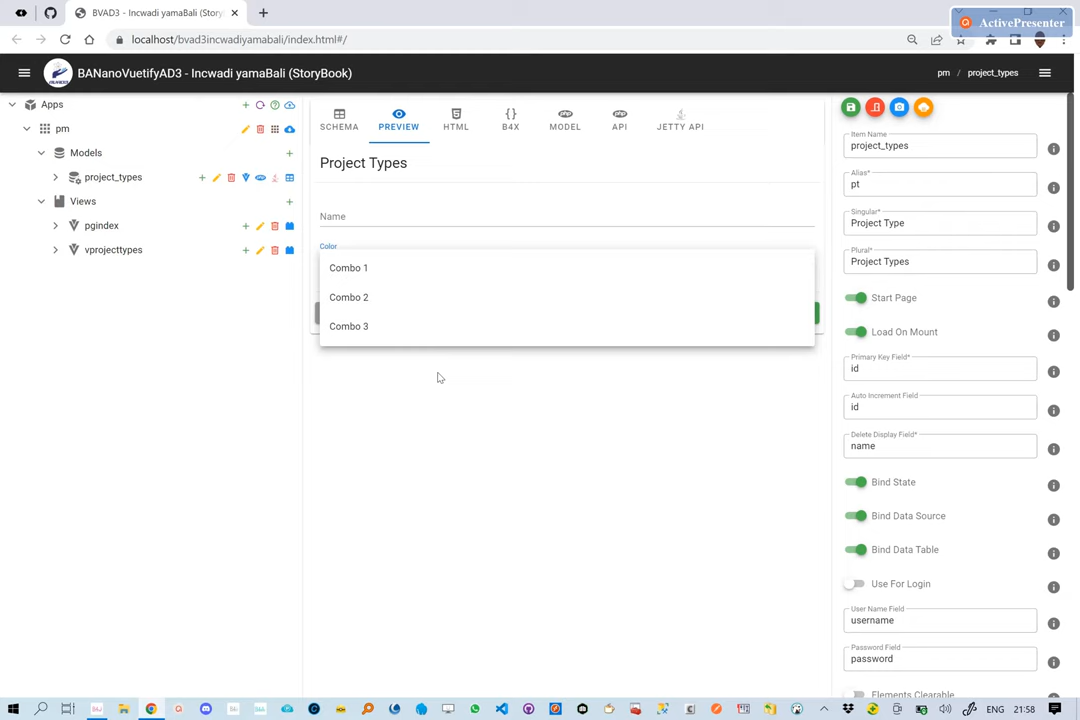 BVAD3 - Incwadi yamaBali (Story
ActivePresenter
localhost/bvad3incwadiyamabali/index.html#/
BANanoVuetifyAD3 - Incwadi yamaBali (StoryBook)
pm / project_types
Apps
pm
Models
project_types
Views
pgindex
vprojecttypes
SCHEMA
PREVIEW
HTML
B4X
MODEL
API
JETTY API
Project Types
Name
Color
Combo 1
Combo 2
Combo 3
Item Name
project_types
Alias*
pt
Singular*
Project Type
Plural*
Project Types
Start Page
Load On Mount
Primary Key Field*
id
Auto Increment Field
id
Delete Display Field*
name
Bind State
Bind Data Source
Bind Data Table
Use For Login
User Name Field
username
Password Field
password
Elements Clearable
ENG
21:58